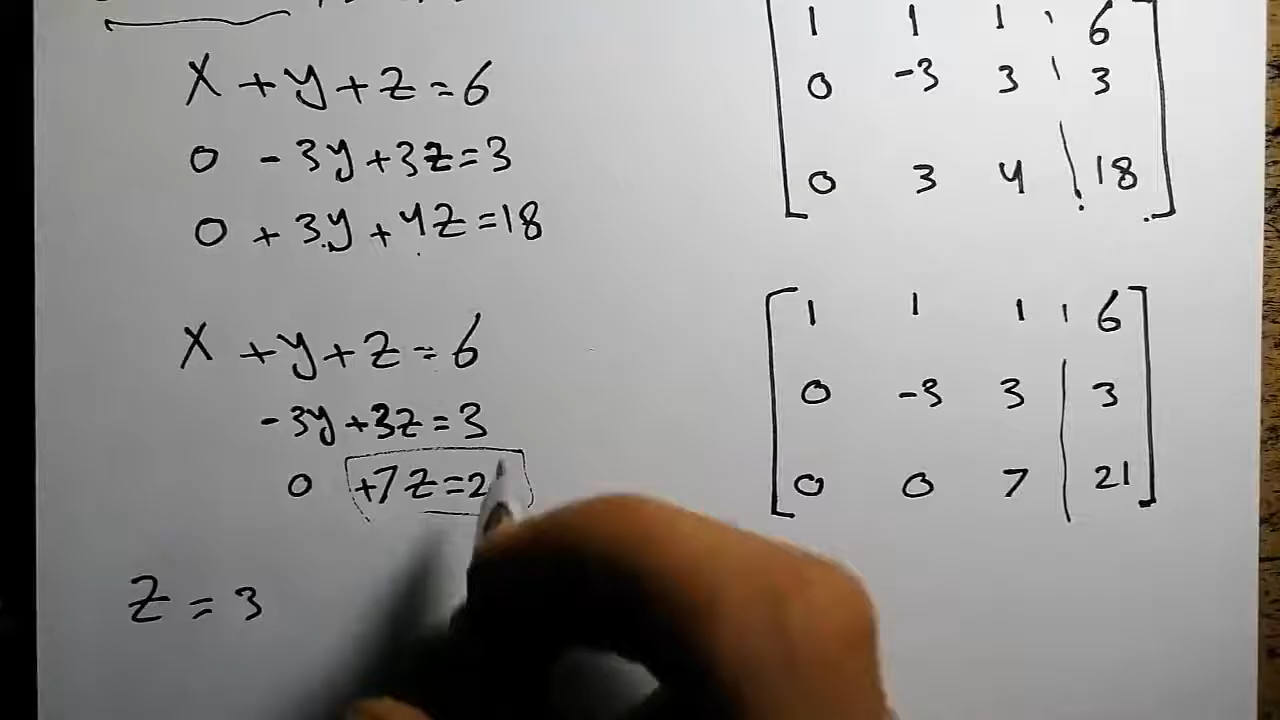 x + y + z = 6
0 - 3y + 3z = 3
0 + 3y + 4z = 18
x + y + z = 6
- 3y + 3z = 3
0 + 7z = 2
z = 3
1 1 1 | 6
0 -3 3 | 3
0 3 4 | 18
1 1 1 | 6
0 -3 3 | 3
0 0 7 | 21